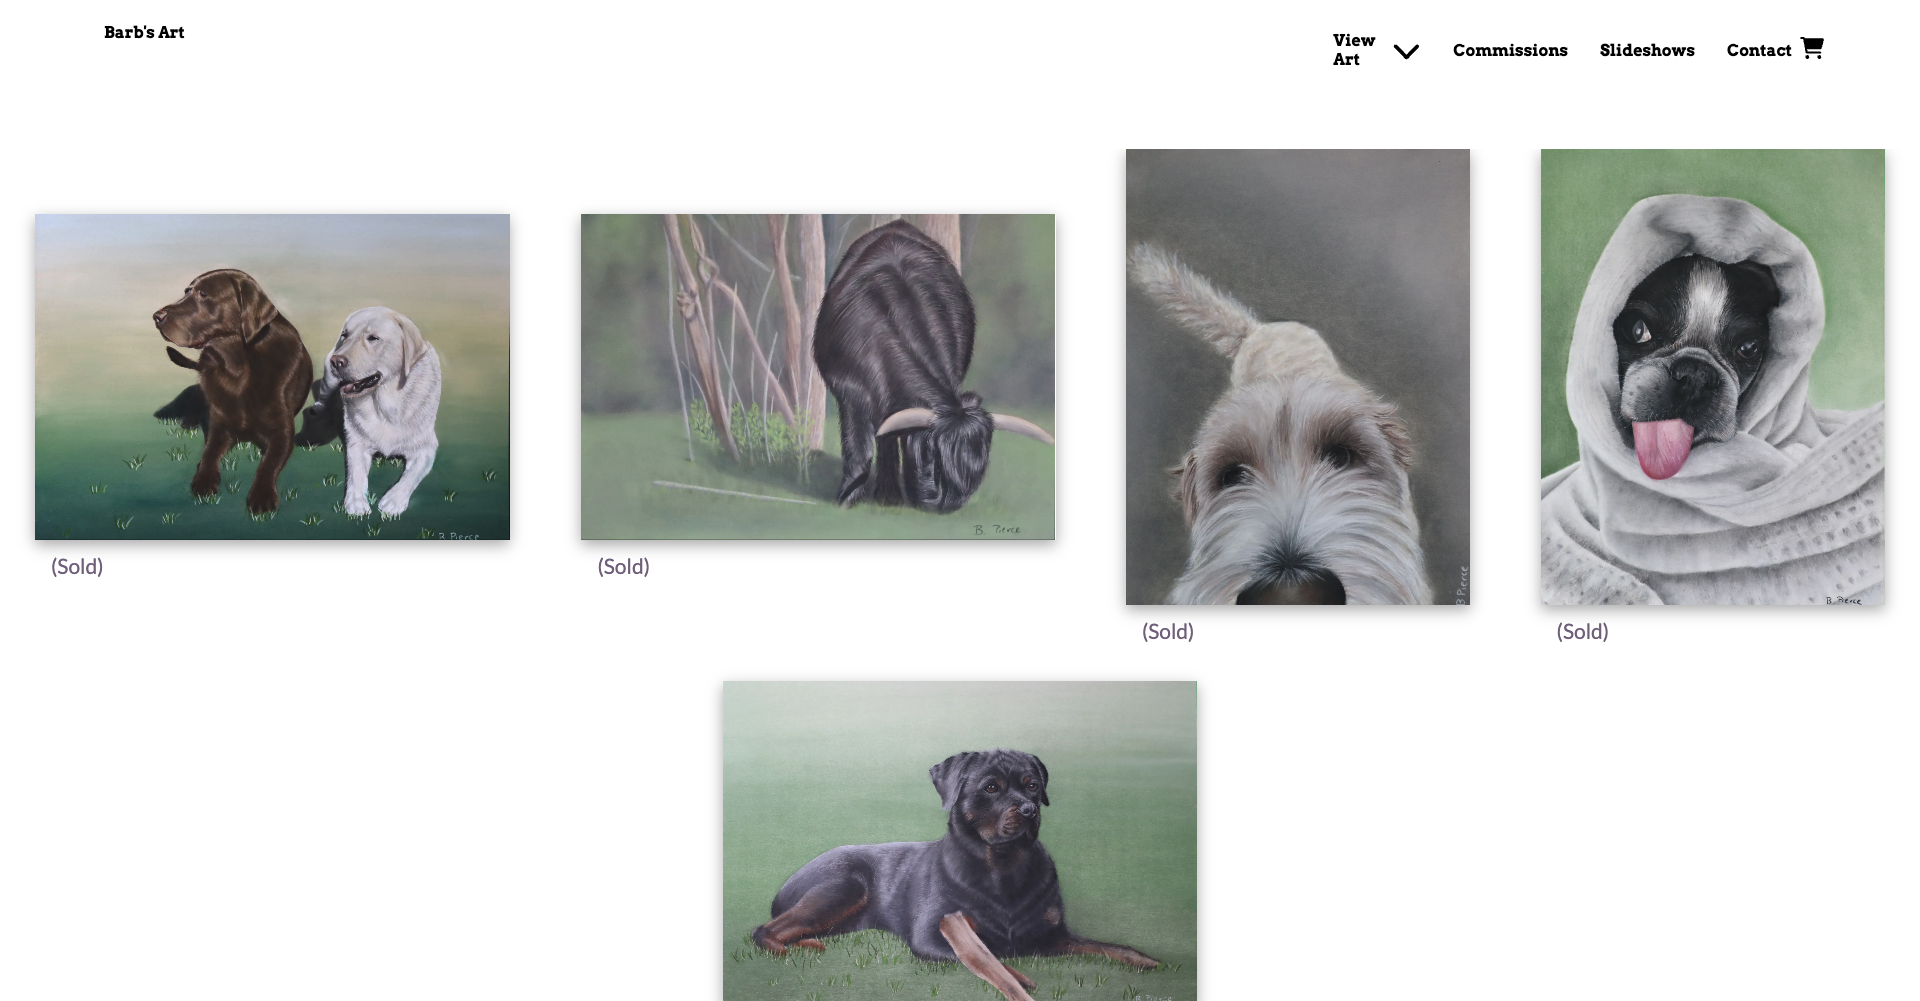 Barb's Art
View
Art
Commissions
Slideshows
Contact
B Pierce
(Sold)
B. Pierce
(Sold)
B Pierce
(Sold)
B. Pierce
(Sold)
B Pierce